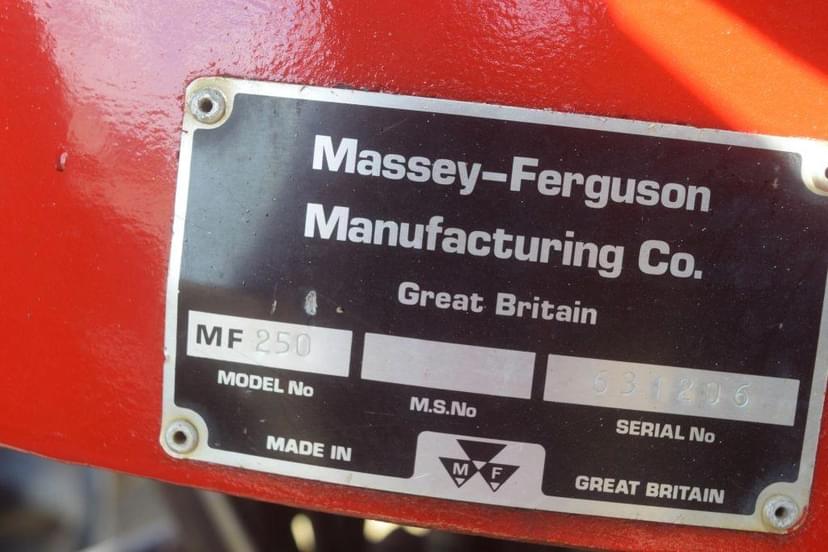 Massey-Ferguson
Manufacturing Co.
Great Britain
MF 250
MODEL No
M.S.No
631206
SERIAL No
MADE IN
M F
GREAT BRITAIN